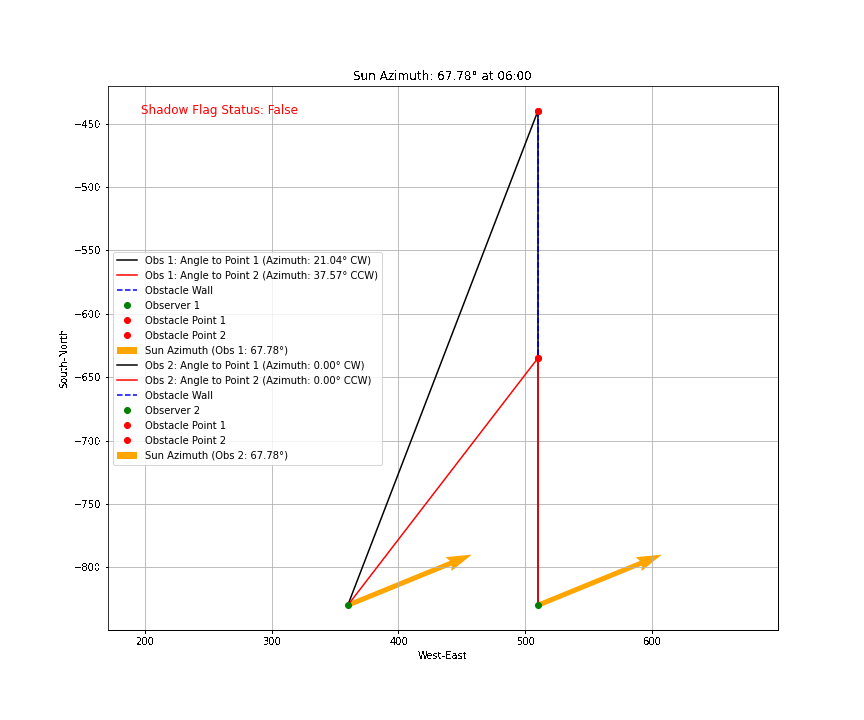 Sun Azimuth: 67.78° at 06:00
Shadow Flag Status: False
−450
−500
−550
−600
−650
−700
−750
−800
South-North
Obs 1: Angle to Point 1 (Azimuth: 21.04° CW)
Obs 1: Angle to Point 2 (Azimuth: 37.57° CCW)
Obstacle Wall
Observer 1
Obstacle Point 1
Obstacle Point 2
Sun Azimuth (Obs 1: 67.78°)
Obs 2: Angle to Point 1 (Azimuth: 0.00° CW)
Obs 2: Angle to Point 2 (Azimuth: 0.00° CCW)
Obstacle Wall
Observer 2
Obstacle Point 1
Obstacle Point 2
Sun Azimuth (Obs 2: 67.78°)
200 300 400 500 600
West-East